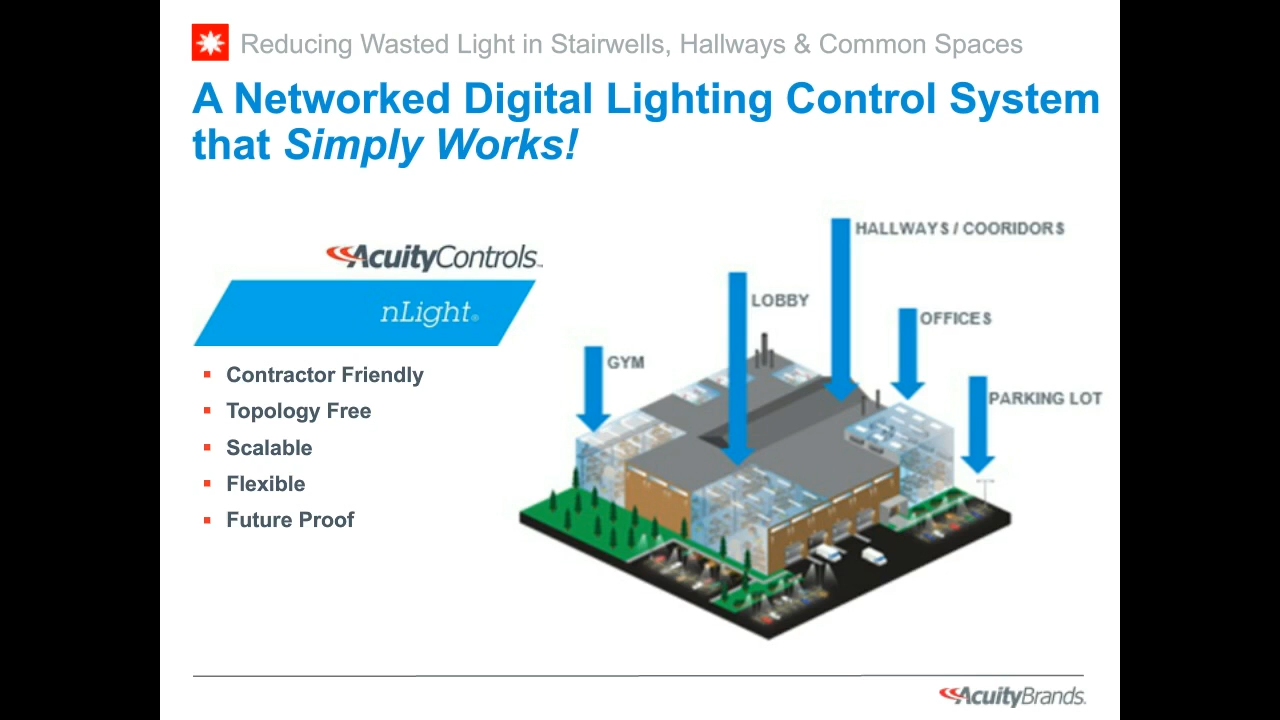 Reducing Wasted Light in Stairwells, Hallways & Common Spaces
A Networked Digital Lighting Control System
that Simply Works!
AcuityControls™
nLight®
Contractor Friendly
Topology Free
Scalable
Flexible
Future Proof
HALLWAYS / COORIDORS
LOBBY
OFFICES
GYM
PARKING LOT
AcuityBrands.